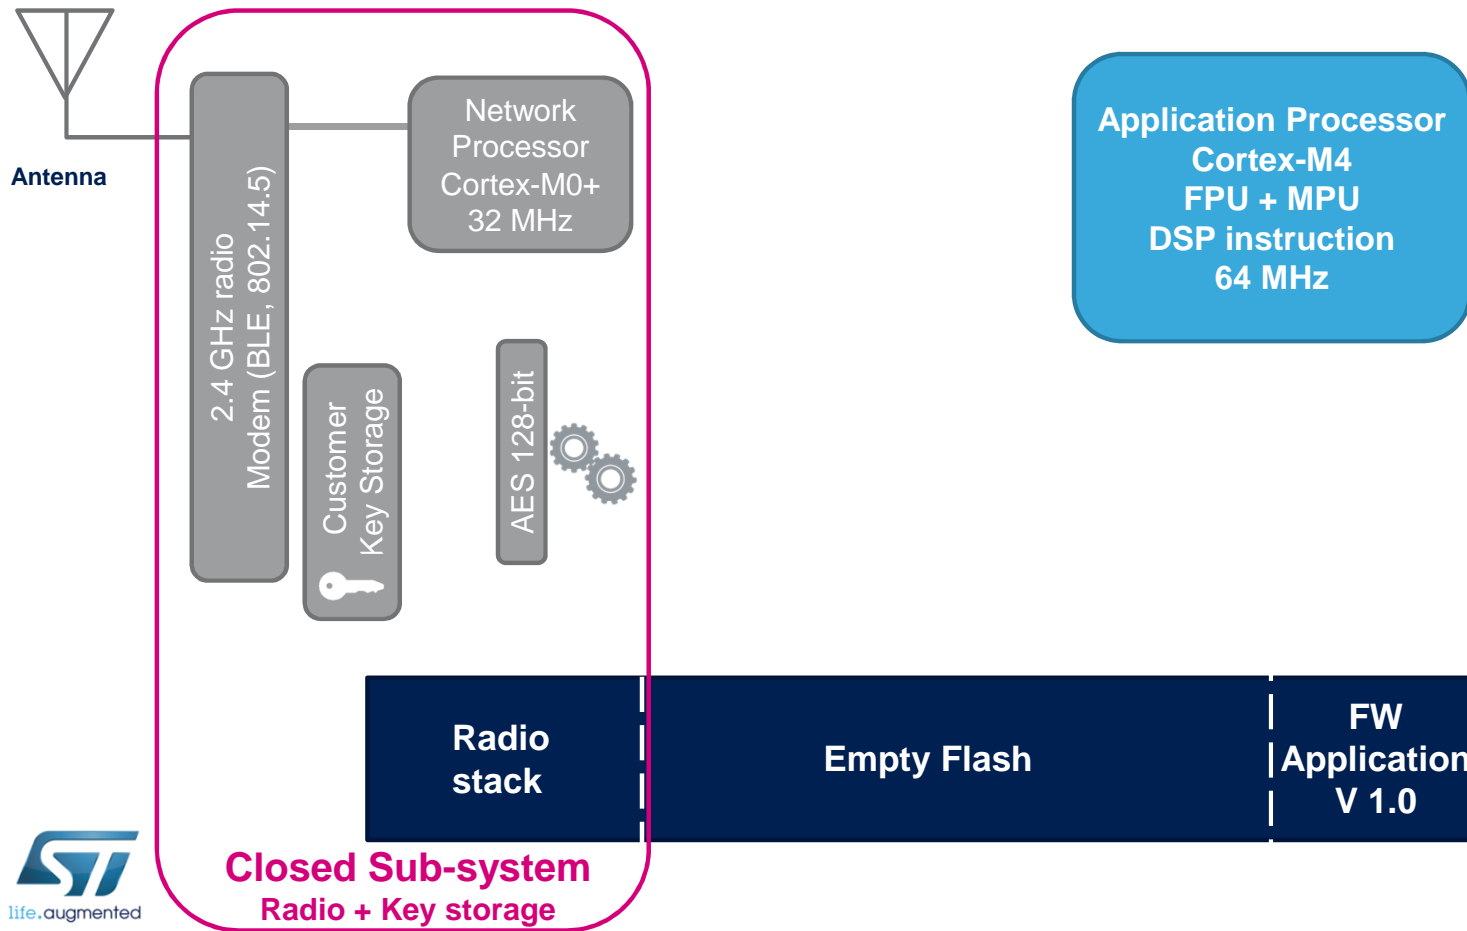 Antenna
2.4 GHz radio
Modem (BLE, 802.14.5)
Network
Processor
Cortex-M0+
32 MHz
Customer
Key Storage
AES 128-bit
Application Processor
Cortex-M4
FPU + MPU
DSP instruction
64 MHz
Radio
stack
Empty Flash
FW
Application
V 1.0
Closed Sub-system
Radio + Key storage
ST
life.augmented